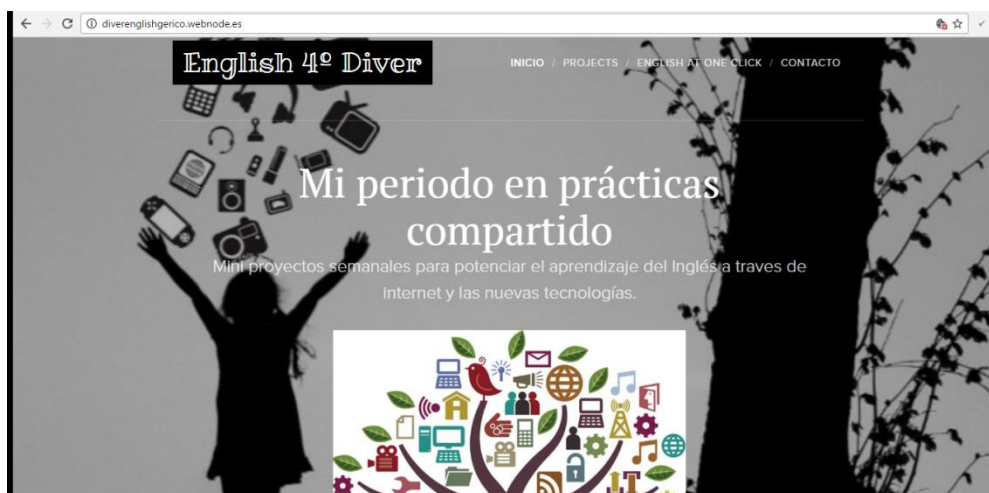 diverenglishgerico.webnode.es
English 4º Diver
INICIO / PROJECTS / ENGLISH AT ONE CLICK / CONTACTO
Mi periodo en prácticas
compartido
Mini proyectos semanales para potenciar el aprendizaje del Inglés a traves de
internet y las nuevas tecnologías.